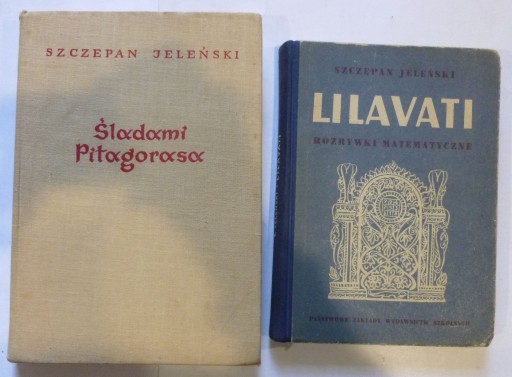 SZCZEPAN JELEŃSKI
Śladami
Pitagorasa
SZCZEPAN JELEŃSKI
LILAVATI
ROZRYWKI MATEMATYCZNE
PAŃSTWOWE ZAKŁADY WYDAWNICTW SZKOLNYCH